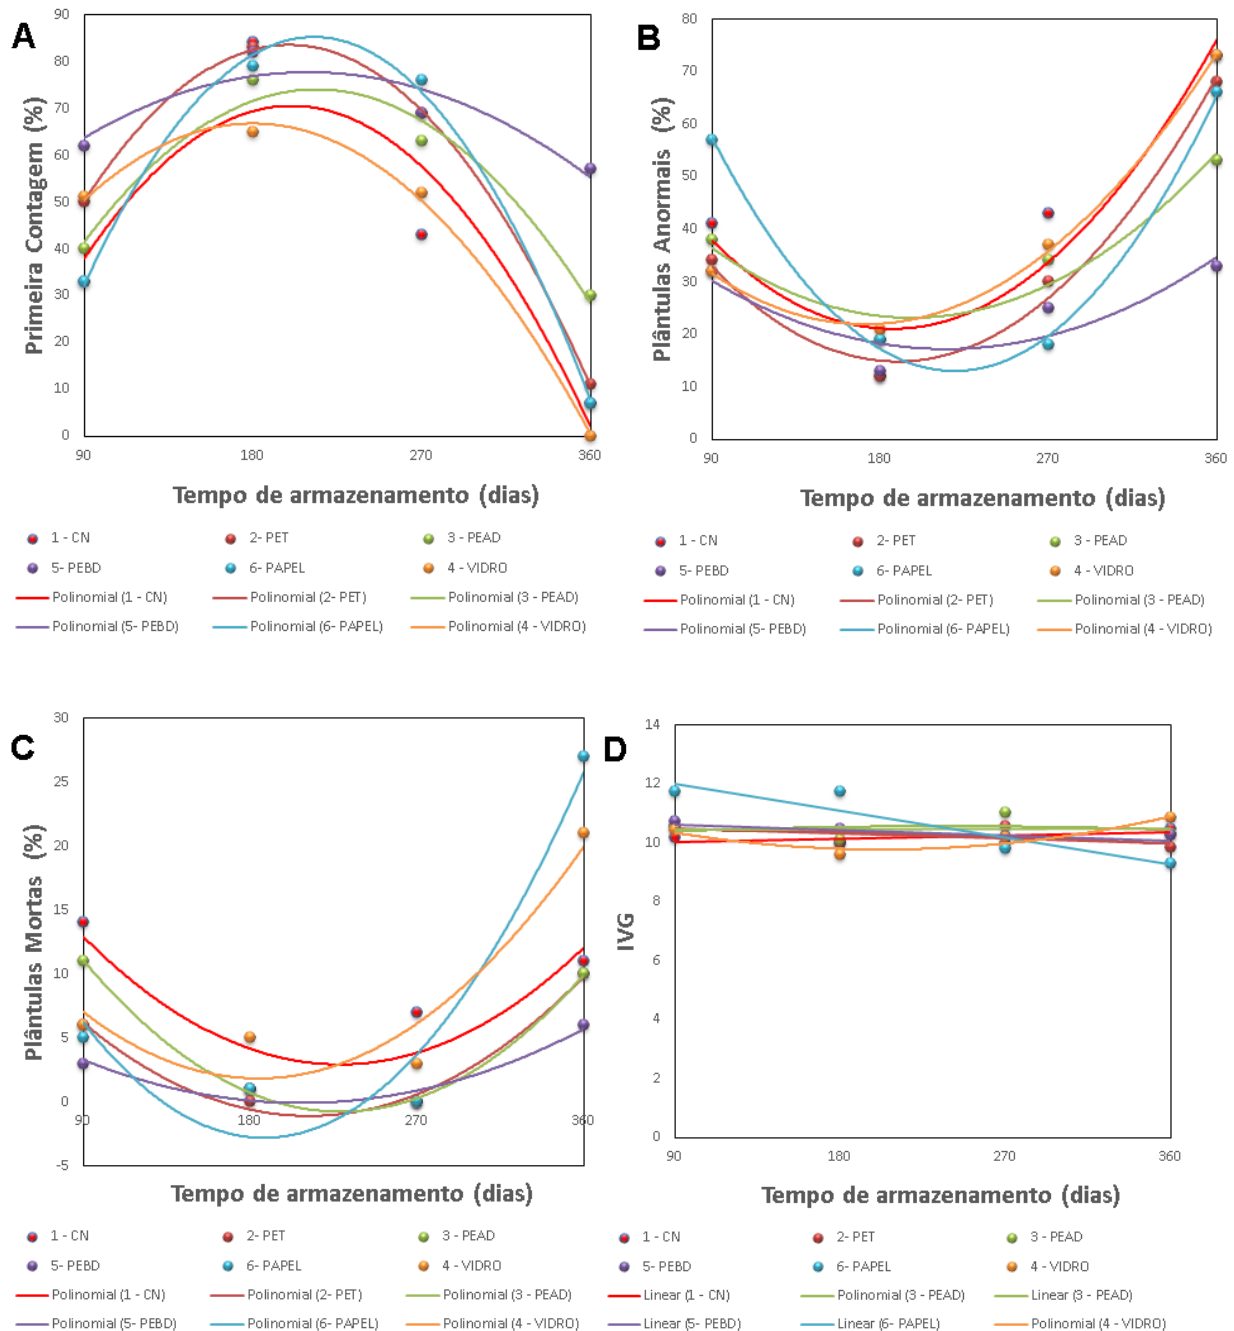 A
Primeira Contagem (%)
90
80
70
60
50
40
30
20
10
0
90 180 270 360
Tempo de armazenamento (dias)
1 - CN 2- PET 3 - PEAD
5- PEBD 6- PAPEL 4 - VIDRO
Polinomial (1 - CN) Polinomial (2- PET) Polinomial (3 - PEAD)
Polinomial (5- PEBD) Polinomial (6- PAPEL) Polinomial (4 - VIDRO)
B
Plântulas Anormais (%)
80
70
60
50
40
30
20
10
0
90 180 270 360
Tempo de armazenamento (dias)
1 - CN 2- PET 3 - PEAD
5- PEBD 6- PAPEL 4 - VIDRO
Polinomial (1 - CN) Polinomial (2- PET) Polinomial (3 - PEAD)
Polinomial (5- PEBD) Polinomial (6- PAPEL) Polinomial (4 - VIDRO)
C
Plântulas Mortas (%)
30
25
20
15
10
5
0
-5
90 180 270 360
Tempo de armazenamento (dias)
1 - CN 2- PET 3 - PEAD
5- PEBD 6- PAPEL 4 - VIDRO
Polinomial (1 - CN) Polinomial (2- PET) Polinomial (3 - PEAD)
Polinomial (5- PEBD) Polinomial (6- PAPEL) Polinomial (4 - VIDRO)
D
IVG
14
12
10
8
6
4
2
0
90 180 270 360
Tempo de armazenamento (dias)
1 - CN 2- PET 3 - PEAD
5- PEBD 6- PAPEL 4 - VIDRO
Linear (1 - CN) Polinomial (3 - PEAD) Linear (3 - PEAD)
Linear (5- PEBD) Linear (6- PAPEL) Polinomial (4 - VIDRO)